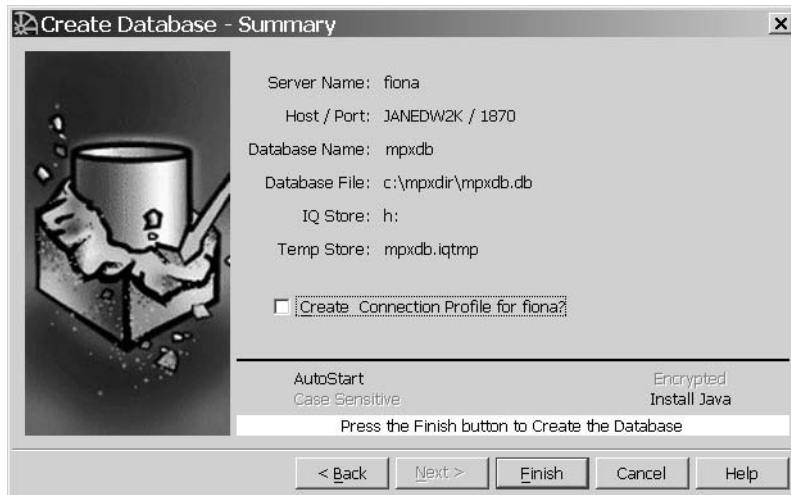 Create Database - Summary
Server Name: fiona
Host / Port: JANEDW2K / 1870
Database Name: mpxdb
Database File: c:\mpxdir\mpxdb.db
IQ Store: h:
Temp Store: mpxdb.iqtmp
Create Connection Profile for fiona?
AutoStart Encrypted
Case Sensitive Install Java
Press the Finish button to Create the Database
< Back Next > Finish Cancel Help